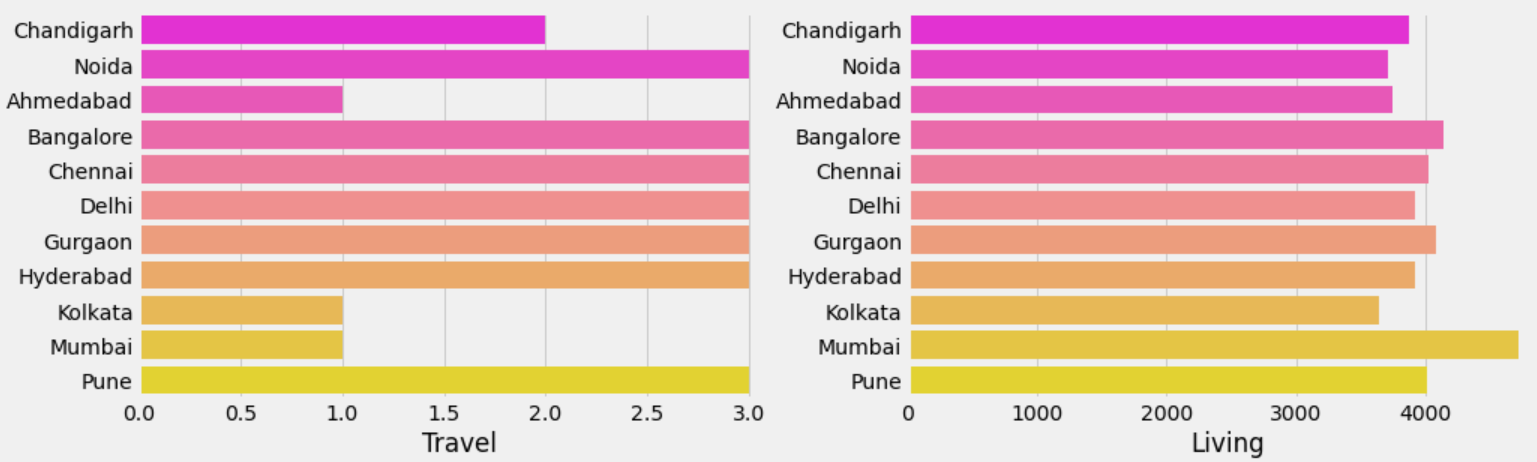 Chandigarh
Noida
Ahmedabad
Bangalore
Chennai
Delhi
Gurgaon
Hyderabad
Kolkata
Mumbai
Pune
0.0 0.5 1.0 1.5 2.0 2.5 3.0
Travel
Chandigarh
Noida
Ahmedabad
Bangalore
Chennai
Delhi
Gurgaon
Hyderabad
Kolkata
Mumbai
Pune
0 1000 2000 3000 4000
Living